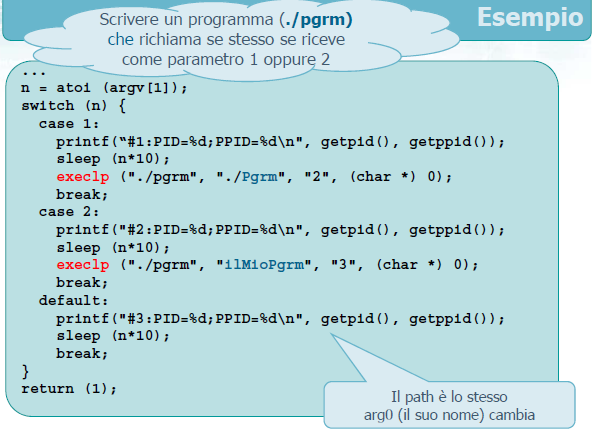 Esempio
Scrivere un programma (./pgrm)
che richiama se stesso se riceve
come parametro 1 oppure 2
...
n = atoi (argv[1]);
switch (n) {
case 1:
printf(“#1:PID=%d;PPID=%d\n", getpid(), getppid());
sleep (n*10);
execlp ("./pgrm", "./Pgrm", "2", (char *) 0);
break;
case 2:
printf("#2:PID=%d;PPID=%d\n", getpid(), getppid());
sleep (n*10);
execlp ("./pgrm", "ilMioPgrm", "3", (char *) 0);
break;
default:
printf("#3:PID=%d;PPID=%d\n", getpid(), getppid());
sleep (n*10);
break;
}
return (1);
Il path è lo stesso
arg0 (il suo nome) cambia